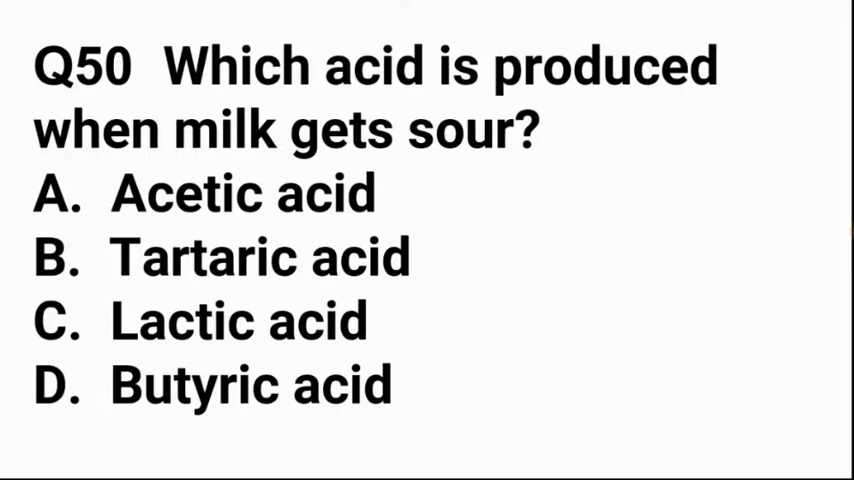 Q50 Which acid is produced
when milk gets sour?
A. Acetic acid
B. Tartaric acid
C. Lactic acid
D. Butyric acid